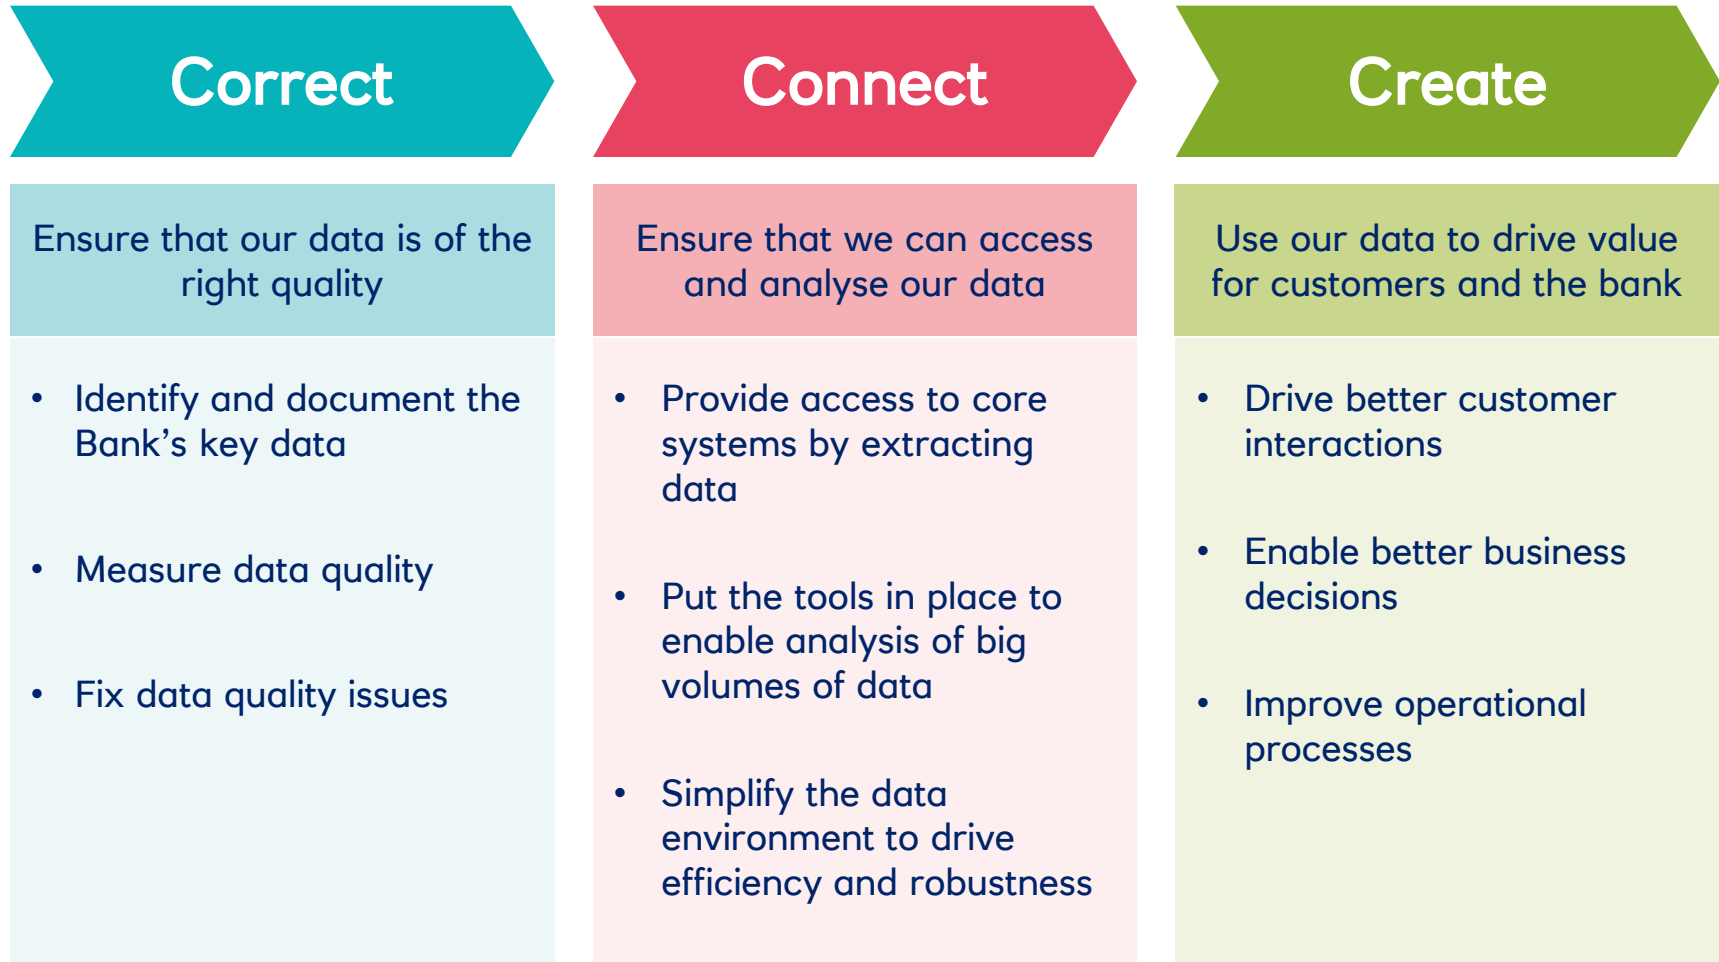 Correct
Ensure that our data is of the
right quality
• Identify and document the
Bank’s key data
• Measure data quality
• Fix data quality issues
Connect
Ensure that we can access
and analyse our data
• Provide access to core
systems by extracting
data
• Put the tools in place to
enable analysis of big
volumes of data
• Simplify the data
environment to drive
efficiency and robustness
Create
Use our data to drive value
for customers and the bank
• Drive better customer
interactions
• Enable better business
decisions
• Improve operational
processes